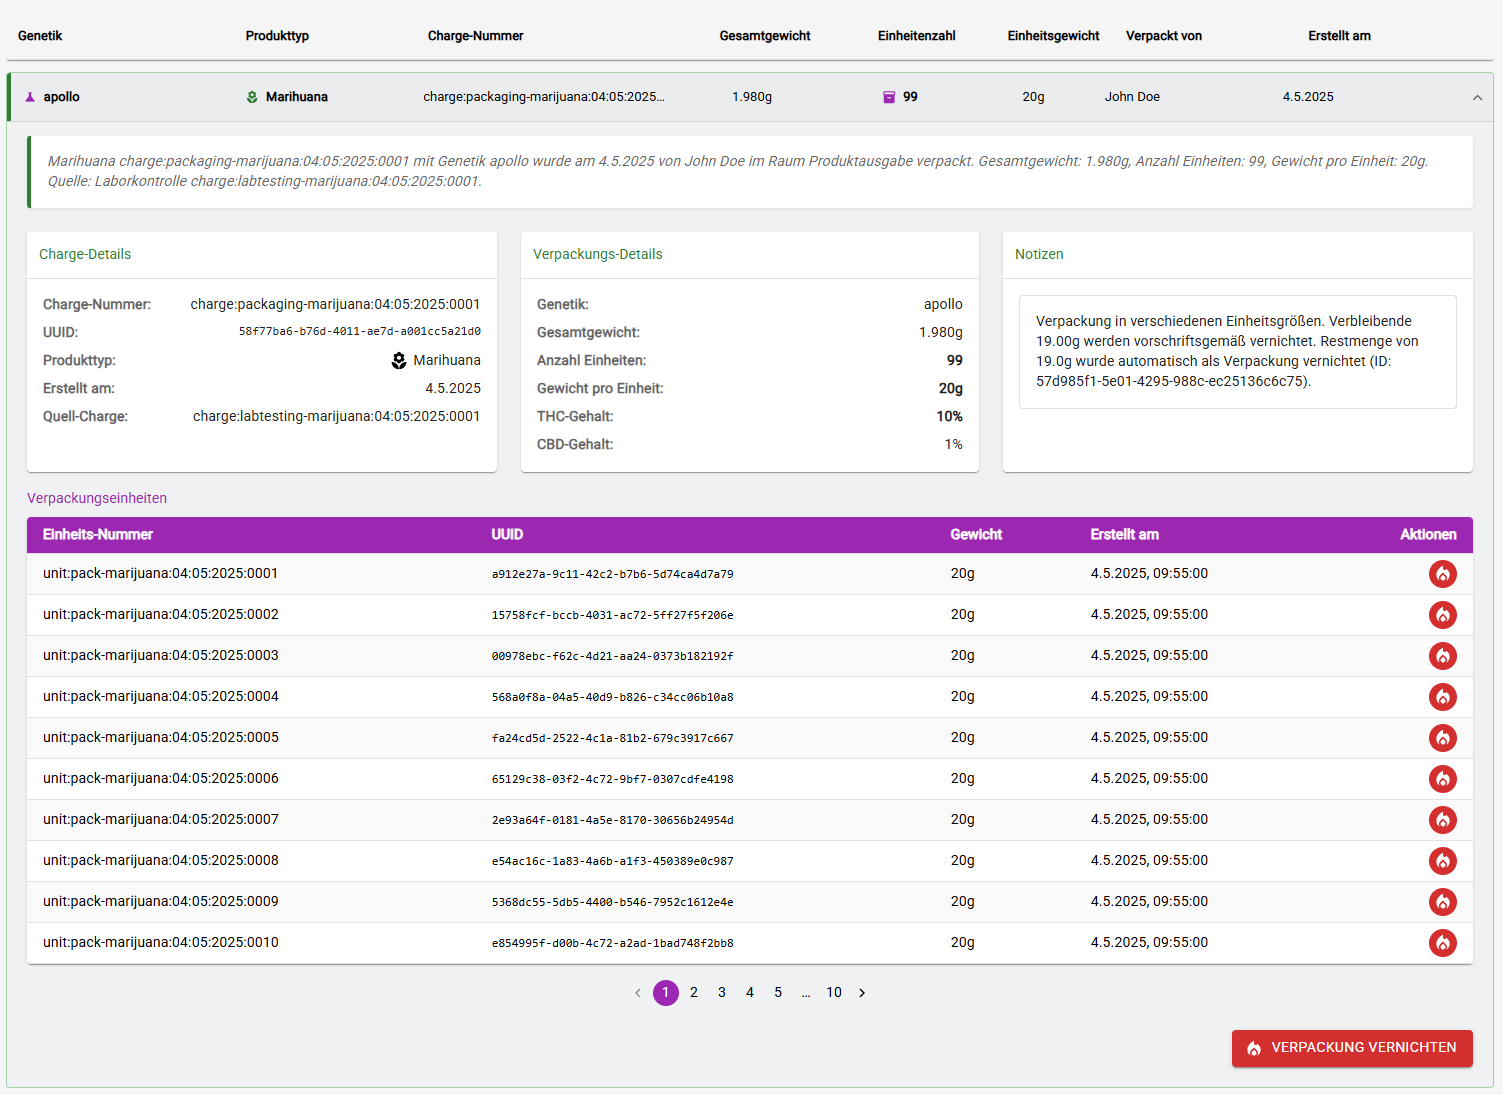 Genetik Produkttyp Charge-Nummer Gesamtgewicht Einheitenzahl Einheitsgewicht Verpackt von Erstellt am
apollo Marihuana charge:packaging-marijuana:04:05:2025... 1.980g 99 20g John Doe 4.5.2025
Marihuana charge:packaging-marijuana:04:05:2025:0001 mit Genetik apollo wurde am 4.5.2025 von John Doe im Raum Produktausgabe verpackt. Gesamtgewicht: 1.980g, Anzahl Einheiten: 99, Gewicht pro Einheit: 20g.
Quelle: Laborkontrolle charge:labtesting-marijuana:04:05:2025:0001.
Charge-Details
Charge-Nummer: charge:packaging-marijuana:04:05:2025:0001
UUID: 58f77ba6-b76d-4011-ae7d-a001cc5a21d0
Produkttyp: Marihuana
Erstellt am: 4.5.2025
Quell-Charge: charge:labtesting-marijuana:04:05:2025:0001
Verpackungs-Details
Genetik: apollo
Gesamtgewicht: 1.980g
Anzahl Einheiten: 99
Gewicht pro Einheit: 20g
THC-Gehalt: 10%
CBD-Gehalt: 1%
Notizen
Verpackung in verschiedenen Einheitsgrößen. Verbleibende
19.00g werden vorschriftsgemäß vernichtet. Restmenge von
19.0g wurde automatisch als Verpackung vernichtet (ID:
57d985f1-5e01-4295-988c-ec25136c6c75).
Verpackungseinheiten
Einheits-Nummer UUID Gewicht Erstellt am Aktionen
unit:pack-marijuana:04:05:2025:0001 a912e27a-9c11-42c2-b7b6-5d74ca4d7a79 20g 4.5.2025, 09:55:00
unit:pack-marijuana:04:05:2025:0002 15758fcf-bccb-4031-ac72-5ff27f5f206e 20g 4.5.2025, 09:55:00
unit:pack-marijuana:04:05:2025:0003 00978ebc-f62c-4d21-aa24-0373b182192f 20g 4.5.2025, 09:55:00
unit:pack-marijuana:04:05:2025:0004 568a0f8a-04a5-40d9-b826-c34cc06b10a8 20g 4.5.2025, 09:55:00
unit:pack-marijuana:04:05:2025:0005 fa24cd5d-2522-4c1a-81b2-679c3917c667 20g 4.5.2025, 09:55:00
unit:pack-marijuana:04:05:2025:0006 65129c38-03f2-4c72-9bf7-0307cdfe4198 20g 4.5.2025, 09:55:00
unit:pack-marijuana:04:05:2025:0007 2e93a64f-0181-4a5e-8170-30656b24954d 20g 4.5.2025, 09:55:00
unit:pack-marijuana:04:05:2025:0008 e54ac16c-1a83-4a6b-a1f3-450389e0c987 20g 4.5.2025, 09:55:00
unit:pack-marijuana:04:05:2025:0009 5368dc55-5db5-4400-b546-7952c1612e4e 20g 4.5.2025, 09:55:00
unit:pack-marijuana:04:05:2025:0010 e854995f-d00b-4c72-a2ad-1bad748f2bb8 20g 4.5.2025, 09:55:00
1 2 3 4 5 ... 10
VERPACKUNG VERNICHTEN